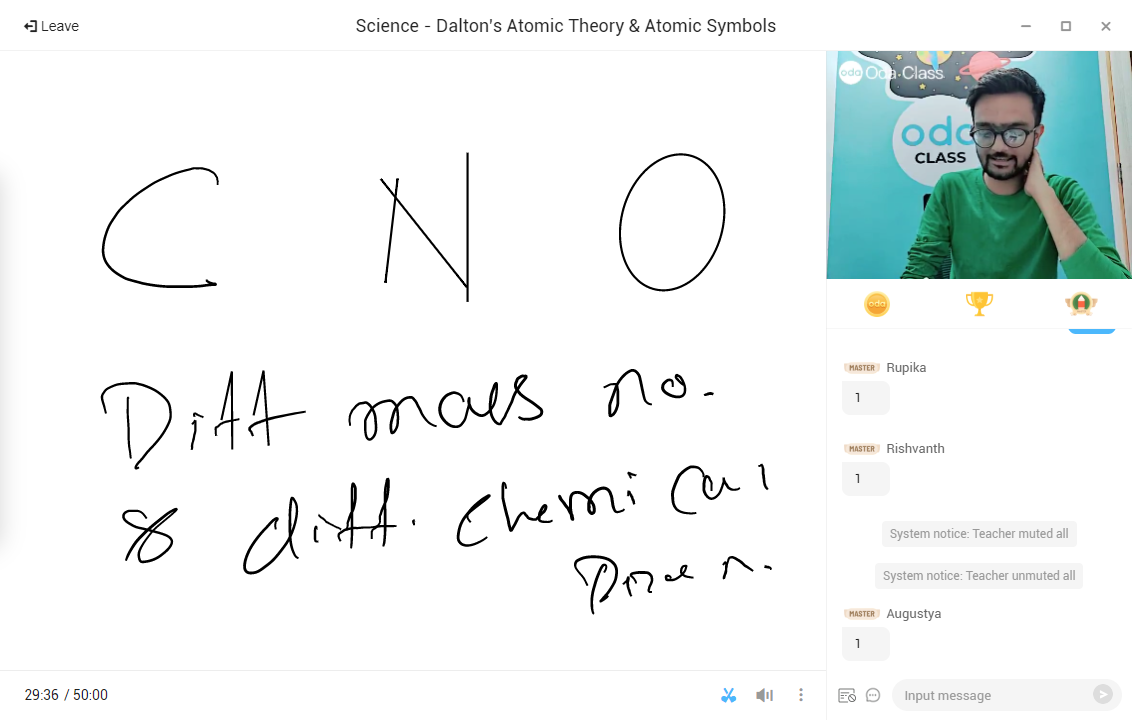 Leave
Science - Dalton's Atomic Theory & Atomic Symbols
C N O
Diff mass no.
& diff. chemical
oda Oda Class
oda
CLASS
oda
MASTER Rupika
1
MASTER Rishvanth
1
System notice: Teacher muted all
System notice: Teacher unmuted all
MASTER Augustya
1
29:36 / 50:00
Input message